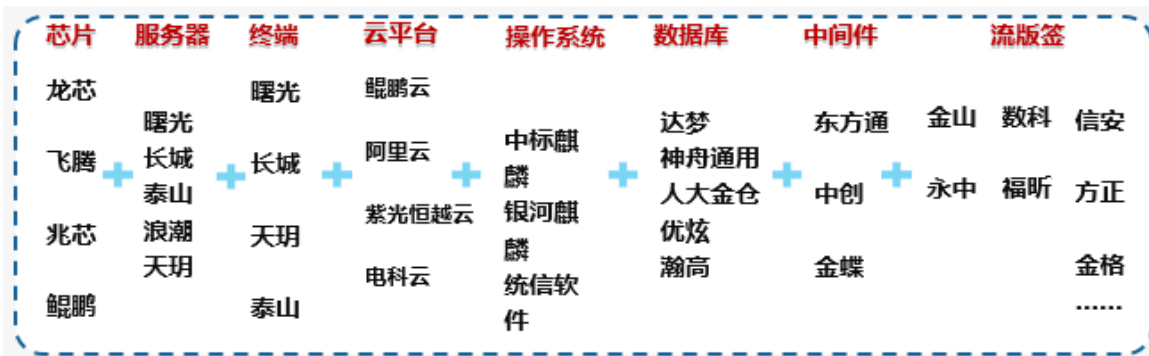 芯片
龙芯
飞腾
兆芯
鲲鹏
服务器
曙光
长城
泰山
浪潮
天玥
终端
曙光
长城
天玥
泰山
云平台
鲲鹏云
阿里云
紫光恒越云
电科云
操作系统
中标麒
麟
银河麒
麟
统信软
件
数据库
达梦
神舟通用
人大金仓
优炫
瀚高
中间件
东方通
中创
金蝶
流版签
金山
永中
数科
福昕
信安
方正
金格
……